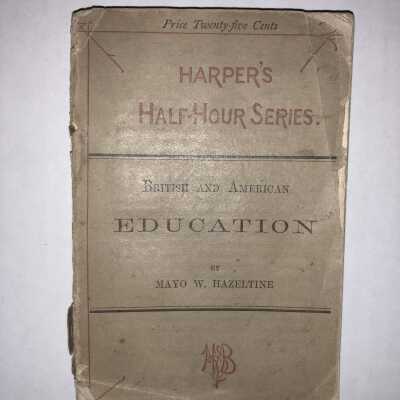 Price Twenty-five Cents
HARPER'S
HALF-HOUR SERIES.
BRITISH AND AMERICAN
EDUCATION
BY
MAYO W. HAZELTINE
H&B